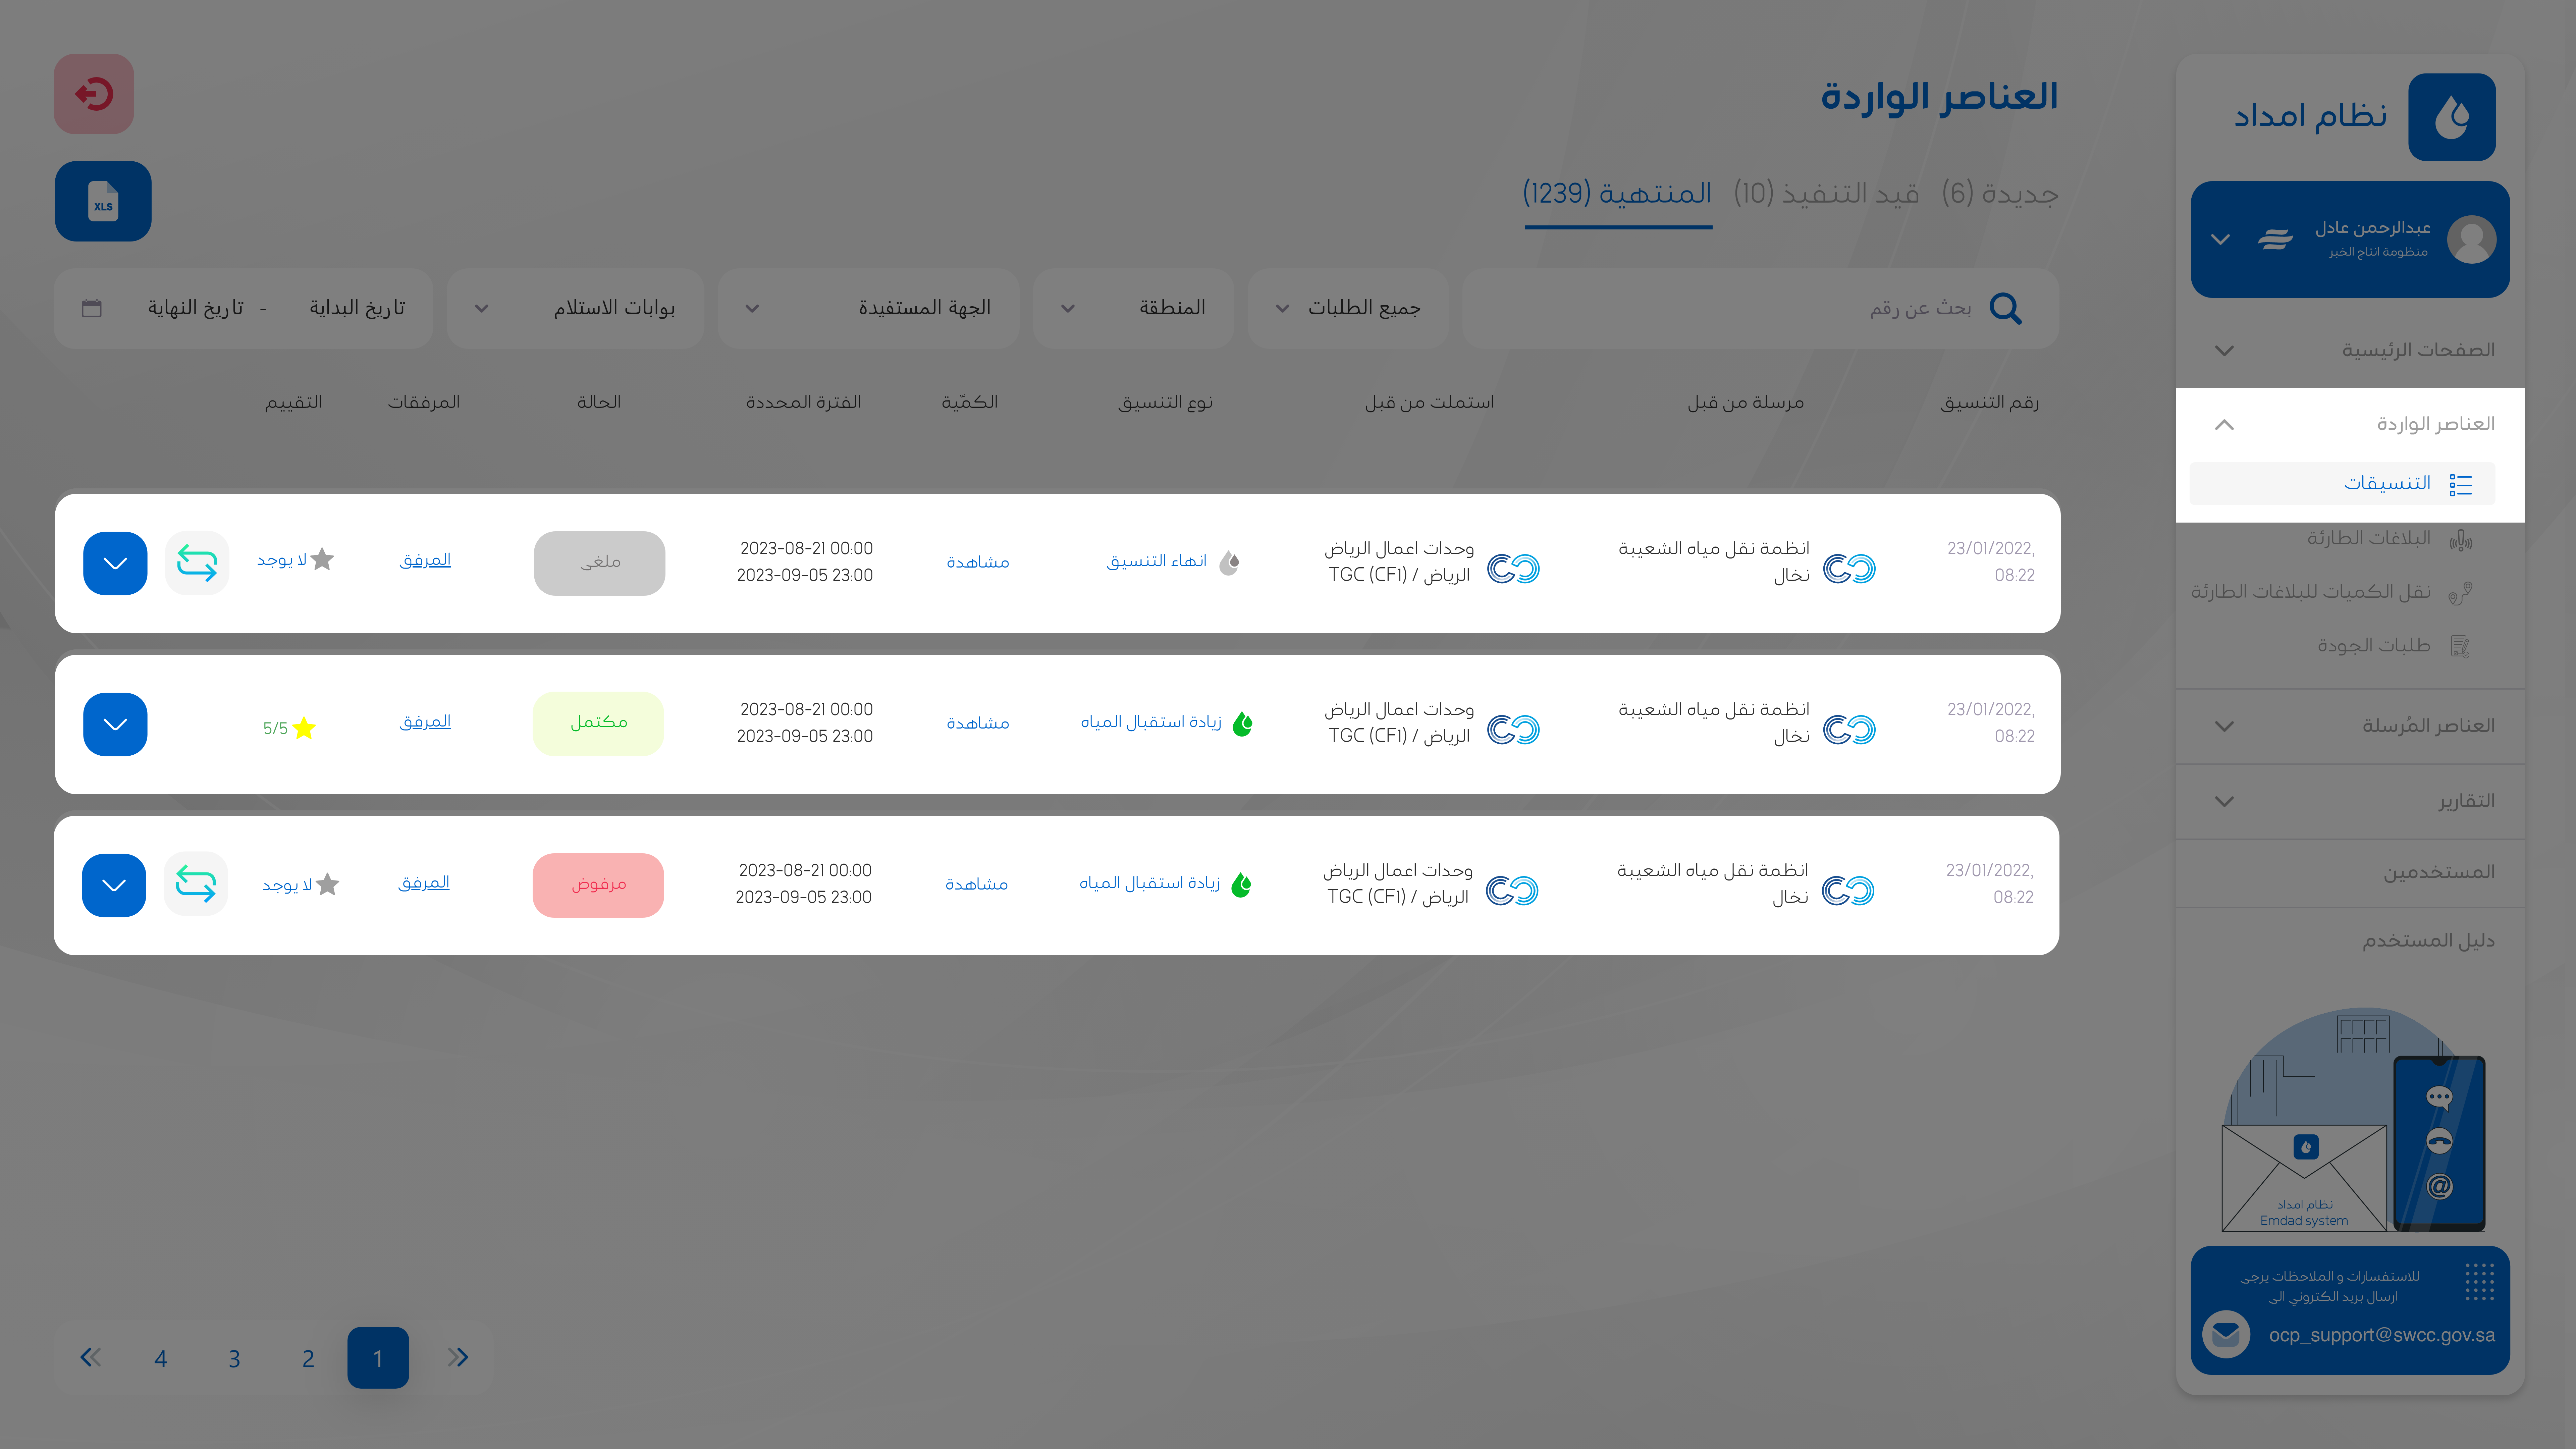 نظام امداد
عبدالرحمن عادل
منظومة انتاج الخبر
الصفحات الرئيسية
العناصر الواردة
التنسيقات
البلاغات الطارئة
نقل الكميات للبلاغات الطارئة
طلبات الجودة
العناصر المُرسلة
التقارير
المستخدمين
دليل المستخدم
نظام امداد
Emdad system
للاستفسارات و الملاحظات يرجى
ارسال بريد الكتروني الى
ocp_support@swcc.gov.sa
العناصر الواردة
جديدة (6) قيد التنفيذ (10) المنتهية (1239)
XLS
بحث عن رقم جميع الطلبات المنطقة الجهة المستفيدة بوابات الاستلام تاريخ البداية - تاريخ النهاية
رقم التنسيق مرسلة من قبل استملت من قبل نوع التنسيق الكمّية الفترة المحددة الحالة المرفقات التقييم
23/01/2022,
08:22
انظمة نقل مياه الشعيبة
نخال
وحدات اعمال الرياض
الرياض / TGC (CF1)
انهاء التنسيق
مشاهدة
2023-08-21 00:00
2023-09-05 23:00
ملغي
المرفق
لا يوجد
23/01/2022,
08:22
انظمة نقل مياه الشعيبة
نخال
وحدات اعمال الرياض
الرياض / TGC (CF1)
زيادة استقبال المياه
مشاهدة
2023-08-21 00:00
2023-09-05 23:00
مكتمل
المرفق
5/5
23/01/2022,
08:22
انظمة نقل مياه الشعيبة
نخال
وحدات اعمال الرياض
الرياض / TGC (CF1)
زيادة استقبال المياه
مشاهدة
2023-08-21 00:00
2023-09-05 23:00
مرفوض
المرفق
لا يوجد
1 2 3 4